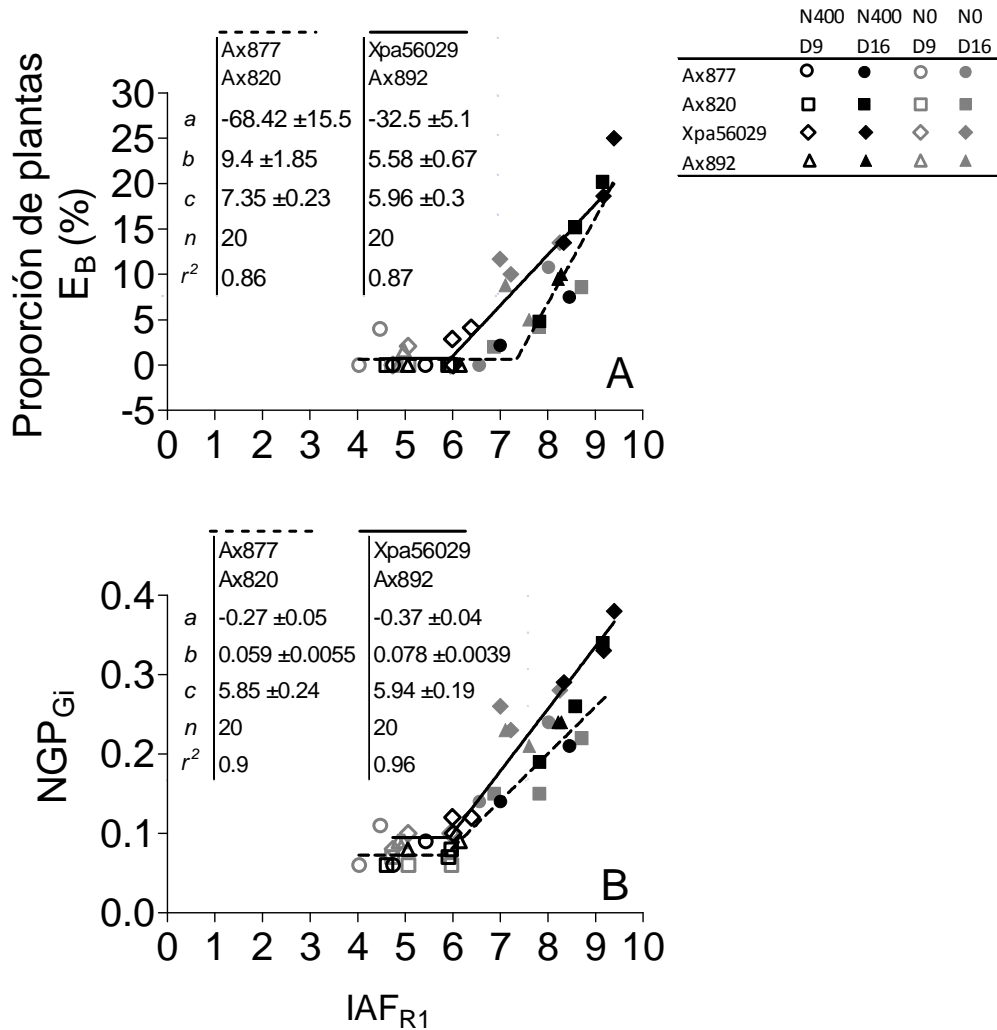 N400 N400 N0 N0
D9 D16 D9 D16
Ax877
Ax820
Xpa56029
Ax892
Proporción de plantas
E_B (%)
30
25
20
15
10
5
0
-5
Ax877 Xpa56029
Ax820 Ax892
a -68.42 ±15.5 -32.5 ±5.1
b 9.4 ±1.85 5.58 ±0.67
c 7.35 ±0.23 5.96 ±0.3
n 20 20
r² 0.86 0.87
A
0 1 2 3 4 5 6 7 8 9 10
NGP_Gi
0.4
0.3
0.2
0.1
0.0
Ax877 Xpa56029
Ax820 Ax892
a -0.27 ±0.05 -0.37 ±0.04
b 0.059 ±0.0055 0.078 ±0.0039
c 5.85 ±0.24 5.94 ±0.19
n 20 20
r² 0.9 0.96
B
0 1 2 3 4 5 6 7 8 9 10
IAF_R1